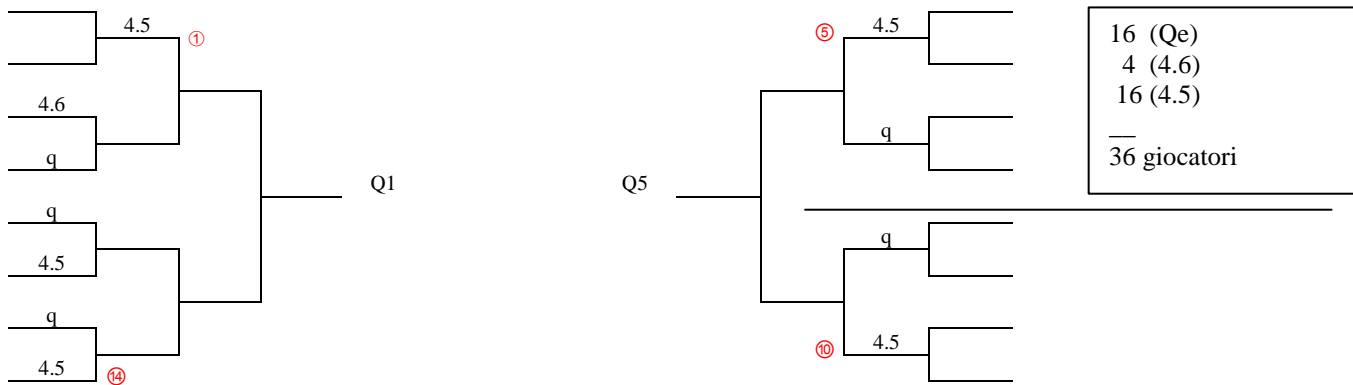 4.5 ①
4.6
q
Q1
q
4.5
q
4.5 ⑭
⑤ 4.5
q
Q5
q
⑩ 4.5
16 (Qe)
4 (4.6)
16 (4.5)
__
36 giocatori